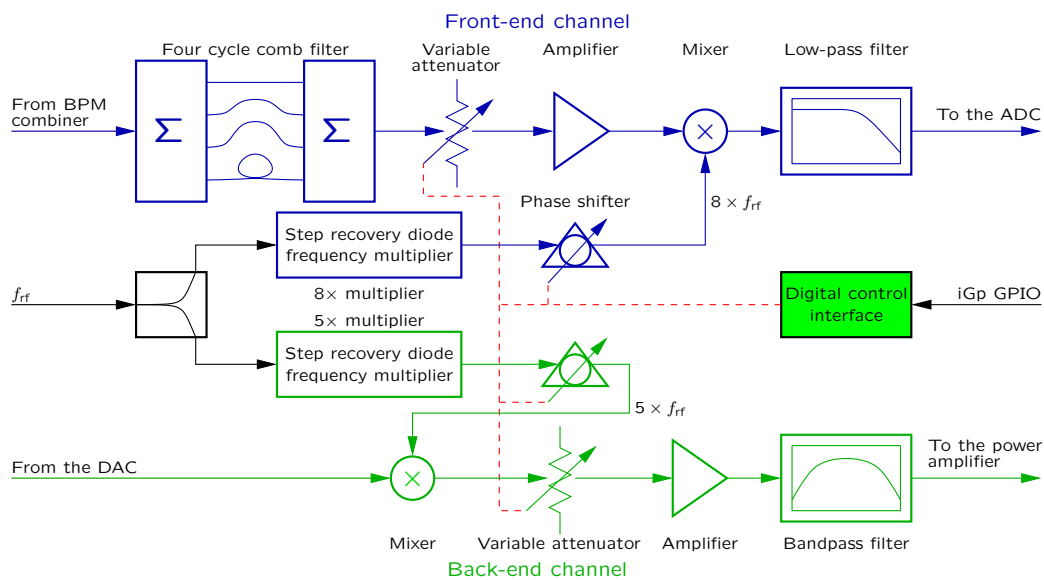 Front-end channel
Four cycle comb filter
Variable
attenuator
Amplifier
Mixer
Low-pass filter
From BPM
combiner
Σ
Σ
×
To the ADC
Phase shifter
8 × f_rf
Step recovery diode
frequency multiplier
f_rf
8× multiplier
5× multiplier
Digital control
interface
iGp GPIO
Step recovery diode
frequency multiplier
5 × f_rf
From the DAC
×
To the power
amplifier
Mixer
Variable attenuator
Amplifier
Bandpass filter
Back-end channel